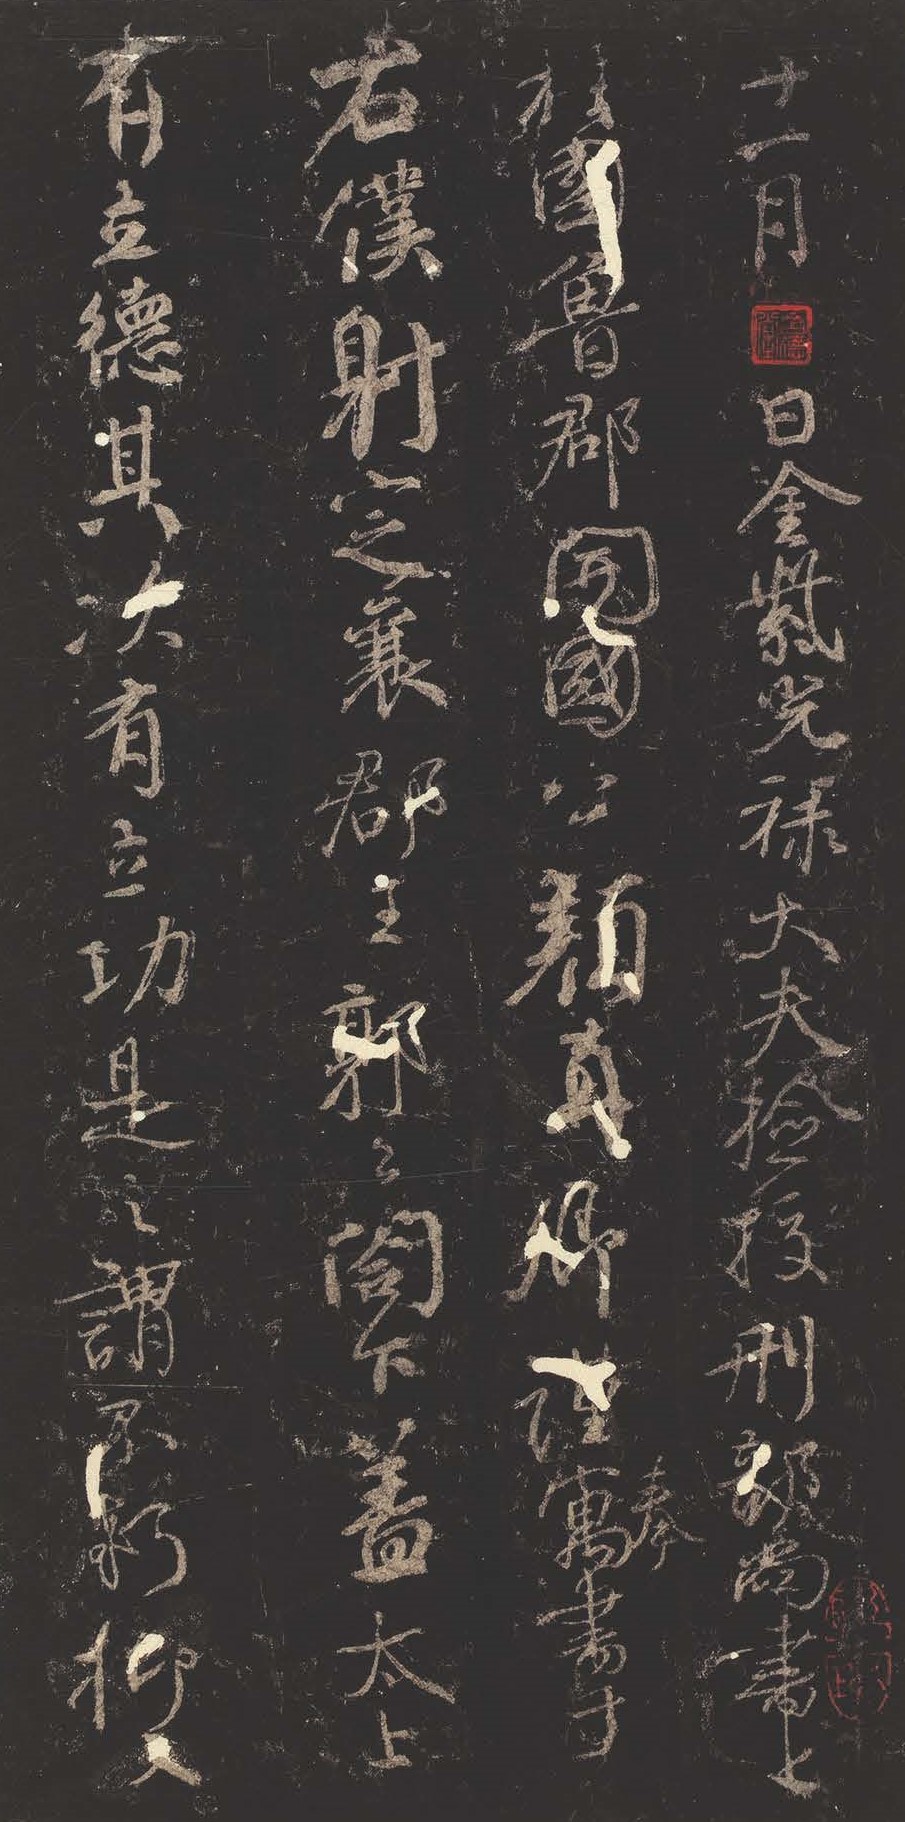 十一月日金紫光祿大夫檢挍刑部尚書上
柱國魯郡開國公顏真卿謹奉寓書于
右僕射定襄郡王郭公閤下蓋太上
有立德其次有立功是之謂不朽抑又